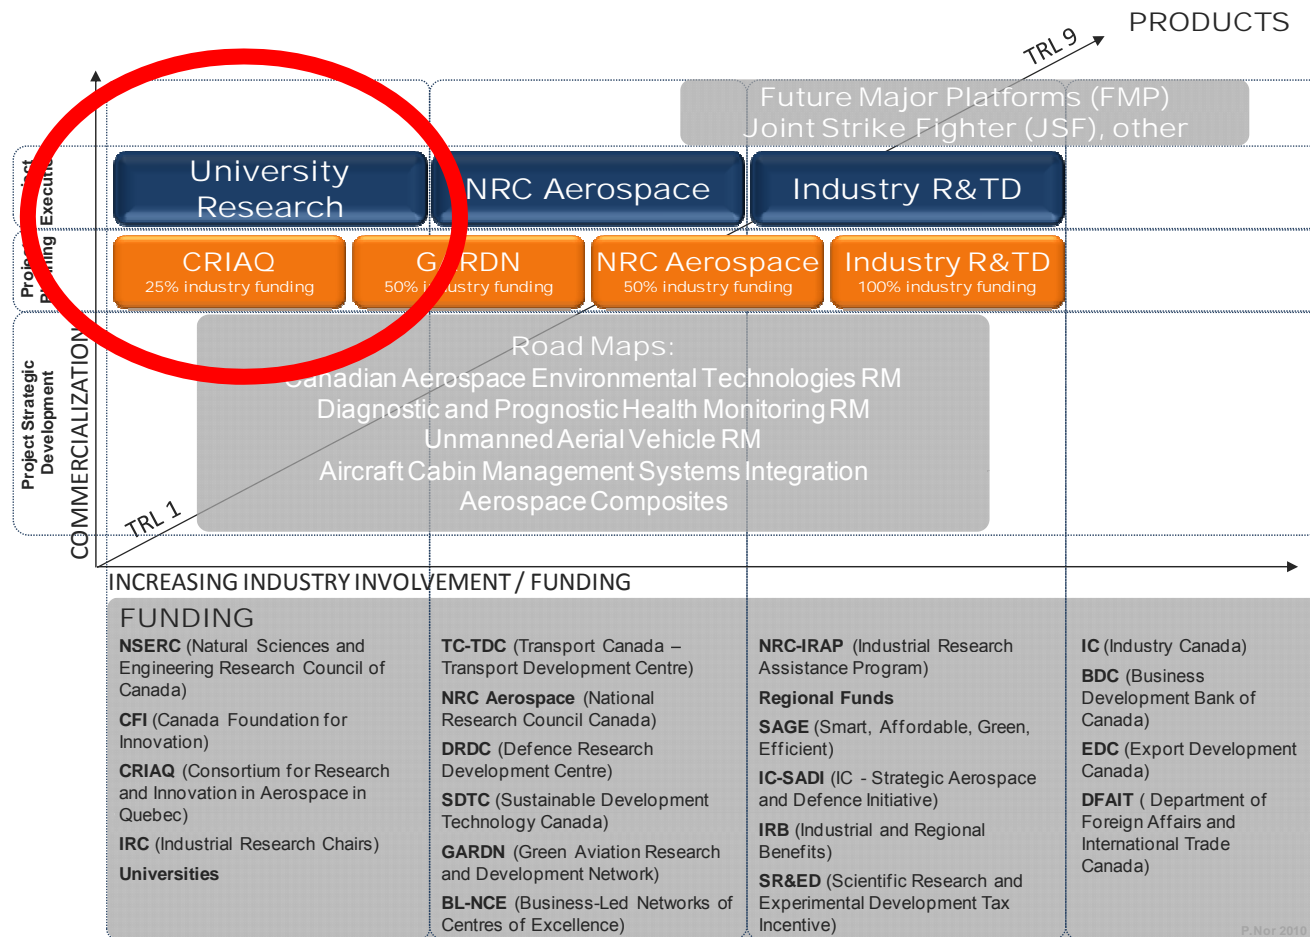 PRODUCTS
TRL 9
Future Major Platforms (FMP)
Joint Strike Fighter (JSF), other
Execution
University
Research
NRC Aerospace
Industry R&TD
Project
CRIAQ
25% industry funding
50% industry funding
NRC Aerospace
50% industry funding
Industry R&TD
100% industry funding
Project Strategic
Development
COMMERCIALIZATION
Road Maps:
Canadian Aerospace Environmental Technologies RM
Diagnostic and Prognostic Health Monitoring RM
Unmanned Aerial Vehicle RM
Aircraft Cabin Management Systems Integration
Aerospace Composites
TRL 1
INCREASING INDUSTRY INVOLVEMENT / FUNDING
FUNDING
NSERC (Natural Sciences and
Engineering Research Council of
Canada)
CFI (Canada Foundation for
Innovation)
CRIAQ (Consortium for Research
and Innovation in Aerospace in
Quebec)
IRC (Industrial Research Chairs)
Universities
TC-TDC (Transport Canada –
Transport Development Centre)
NRC Aerospace (National
Research Council Canada)
DRDC (Defence Research
Development Centre)
SDTC (Sustainable Development
Technology Canada)
GARDN (Green Aviation Research
and Development Network)
BL-NCE (Business-Led Networks of
Centres of Excellence)
NRC-IRAP (Industrial Research
Assistance Program)
Regional Funds
SAGE (Smart, Affordable, Green,
Efficient)
IC-SADI (IC - Strategic Aerospace
and Defence Initiative)
IRB (Industrial and Regional
Benefits)
SR&ED (Scientific Research and
Experimental Development Tax
Incentive)
IC (Industry Canada)
BDC (Business
Development Bank of
Canada)
EDC (Export Development
Canada)
DFAIT ( Department of
Foreign Affairs and
International Trade
Canada)
P.Nor 2010